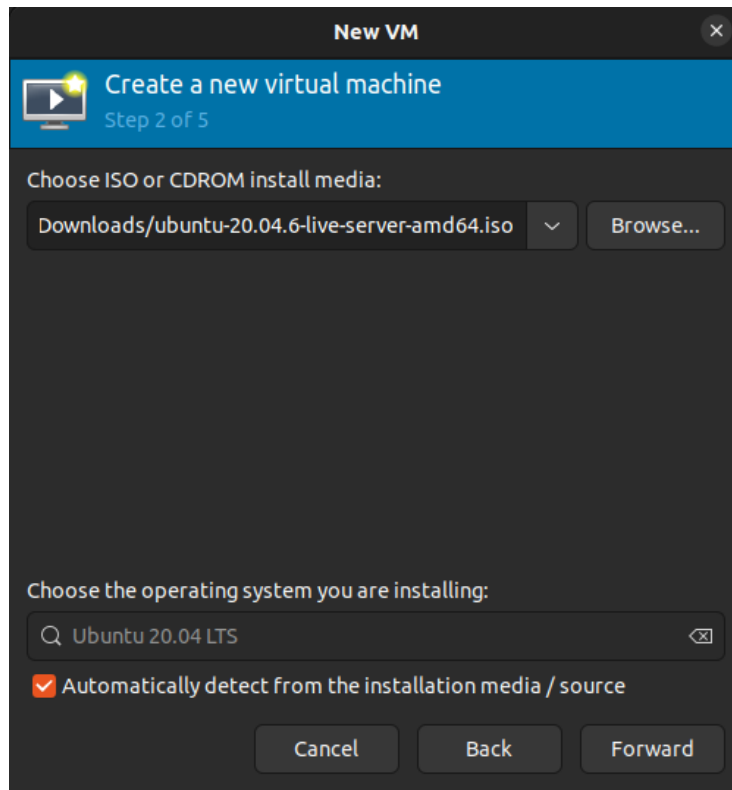 New VM
Create a new virtual machine
Step 2 of 5
Choose ISO or CDROM install media:
Downloads/ubuntu-20.04.6-live-server-amd64.iso
Browse...
Choose the operating system you are installing:
Ubuntu 20.04 LTS
Automatically detect from the installation media / source
Cancel Back Forward